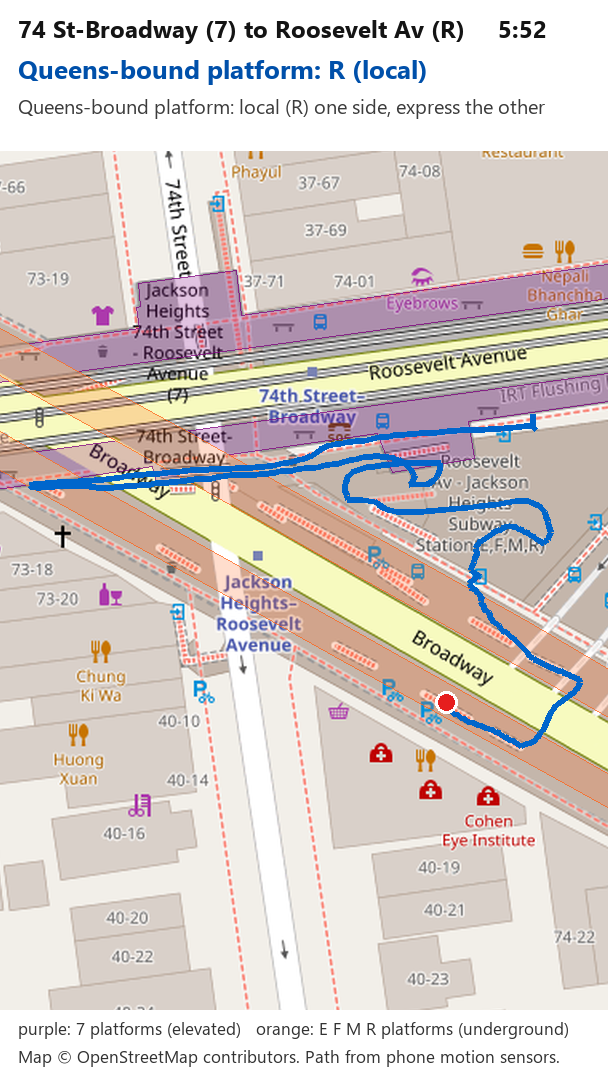 74 St-Broadway (7) to Roosevelt Av (R) 5:52
Queens-bound platform: R (local)
Queens-bound platform: local (R) one side, express the other
Restaurant
Phayul
74-08
-66
37-67
74th Street
37-69
73-19
37-71
74-01
Nepali
Bhanchha
Ghar
Eyebrows
Jackson
Heights
74th Street
- Roosevelt
Avenue
(7)
Roosevelt Avenue
74th Street–
Broadway
IRT Flushing
74th Street-
Broadway
Broadway
Roosevelt
Av - Jackson
Heights
Subway
Station(E,F,M,R)
73-18
73-20
Jackson
Heights–
Roosevelt
Avenue
Broadway
Chung
Ki Wa
40-10
Huong
Xuan
40-14
40-16
Cohen
Eye Institute
40-19
40-21
40-20
40-22
74-22
40-23
purple: 7 platforms (elevated) orange: E F M R platforms (underground)
Map © OpenStreetMap contributors. Path from phone motion sensors.